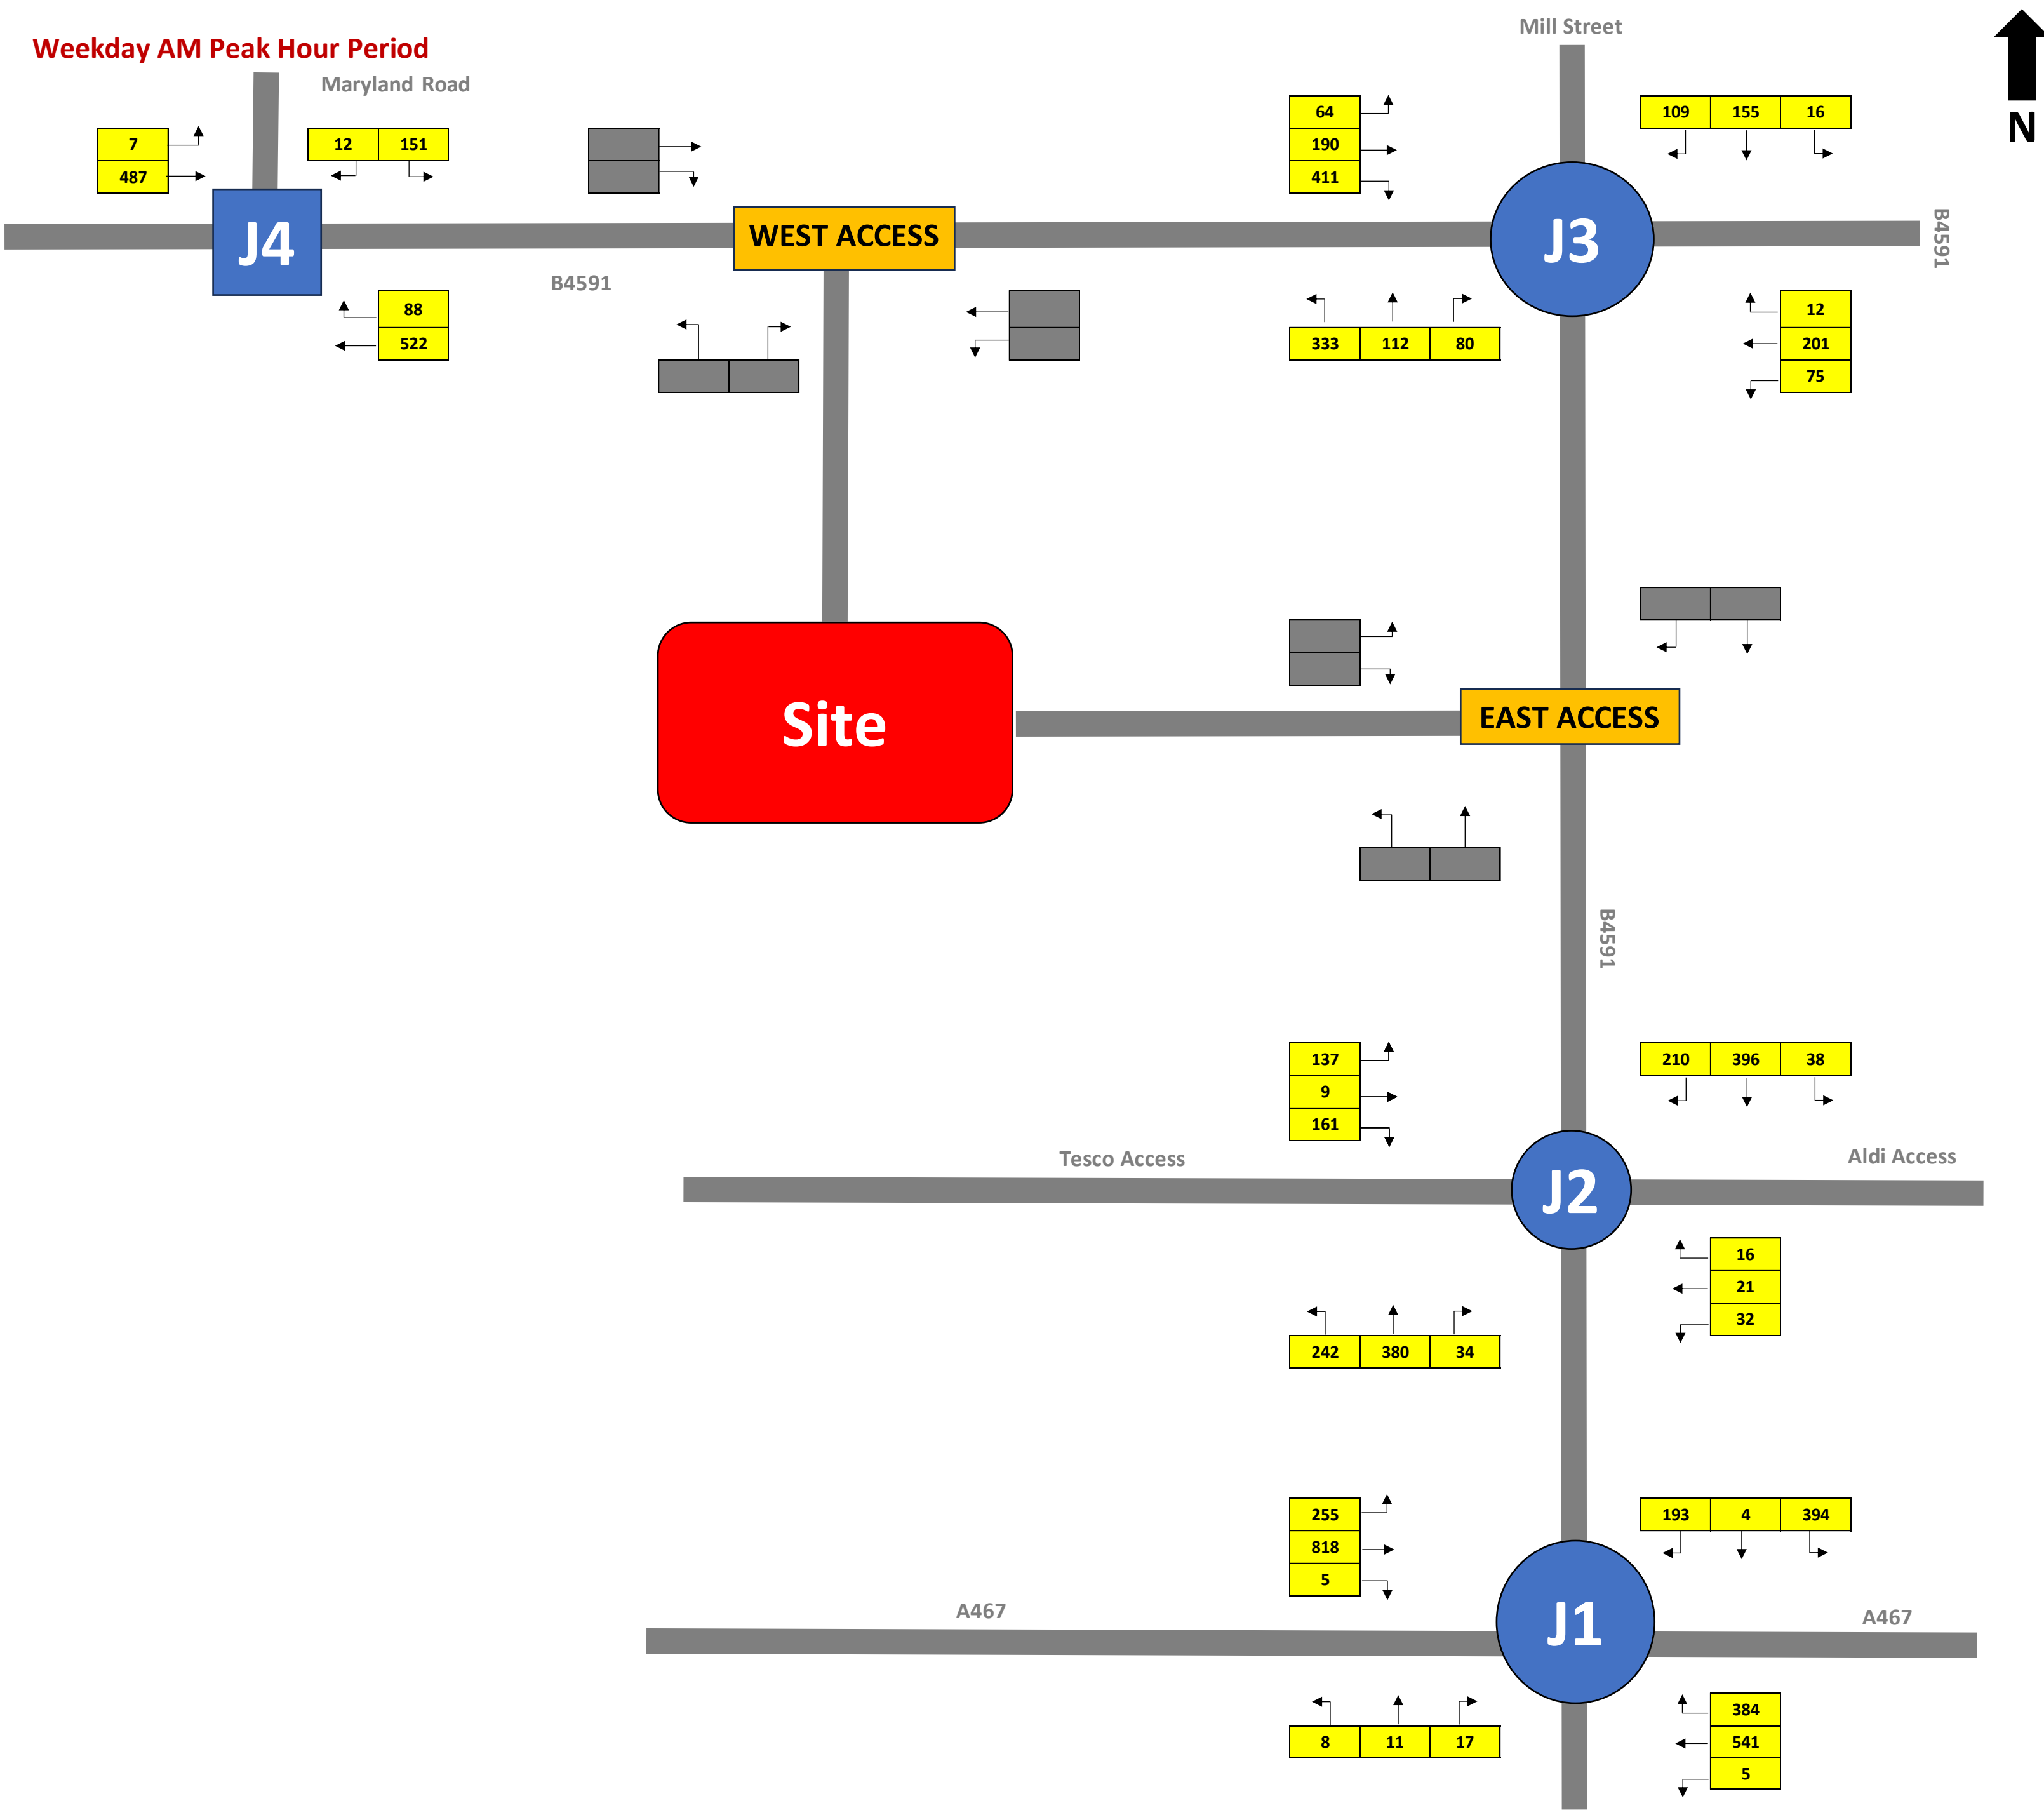 Mill Street
Weekday AM Peak Hour Period
Maryland Road
N
7
487
12 151
64
190
411
109 155 16
J4
WEST ACCESS
J3
B4591
B4591
88
522
333 112 80
12
201
75
Site
EAST ACCESS
B4591
137
9
161
210 396 38
Tesco Access
Aldi Access
J2
16
21
32
242 380 34
255
818
5
193 4 394
A467
J1
A467
8 11 17
384
541
5